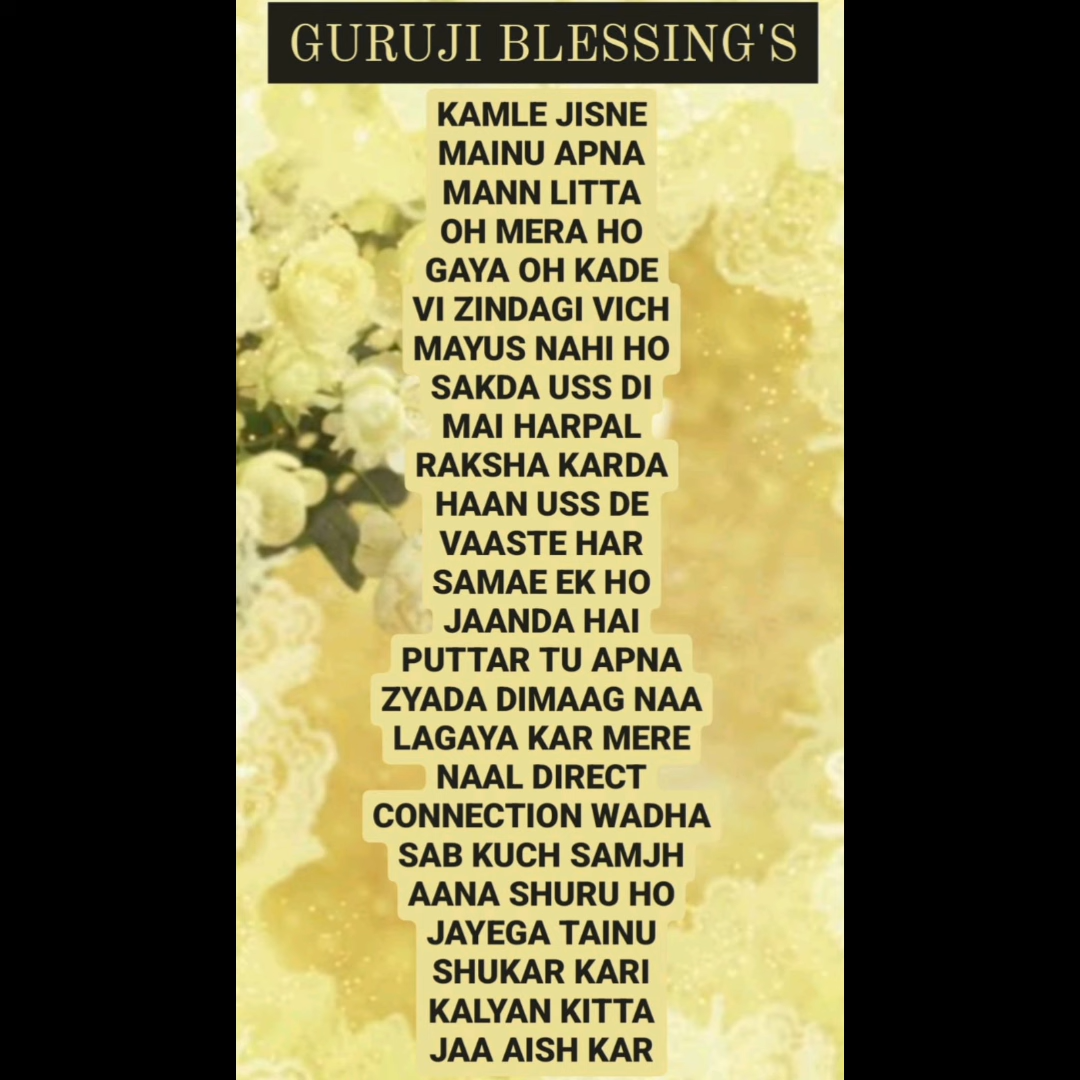 GURUJI BLESSING'S
KAMLE JISNE
MAINU APNA
MANN LITTA
OH MERA HO
GAYA OH KADE
VI ZINDAGI VICH
MAYUS NAHI HO
SAKDA USS DI
MAI HARPAL
RAKSHA KARDA
HAAN USS DE
VAASTE HAR
SAMAE EK HO
JAANDA HAI
PUTTAR TU APNA
ZYADA DIMAAG NAA
LAGAYA KAR MERE
NAAL DIRECT
CONNECTION WADHA
SAB KUCH SAMJH
AANA SHURU HO
JAYEGA TAINU
SHUKAR KARI
KALYAN KITTA
JAA AISH KAR